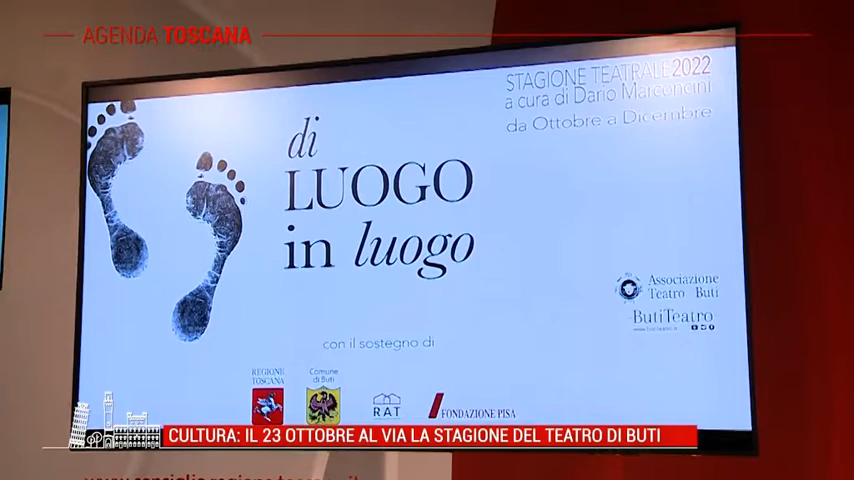 AGENDA TOSCANA
STAGIONE TEATRALE 2022
a cura di Dario Marconcini
da Ottobre a Dicembre
di
LUOGO
in luogo
Associazione
Teatro Buti
ButiTeatro
con il sostegno di
REGIONE
TOSCANA
Comune
di Buti
RAT
FONDAZIONE PISA
CULTURA: IL 23 OTTOBRE AL VIA LA STAGIONE DEL TEATRO DI BUTI